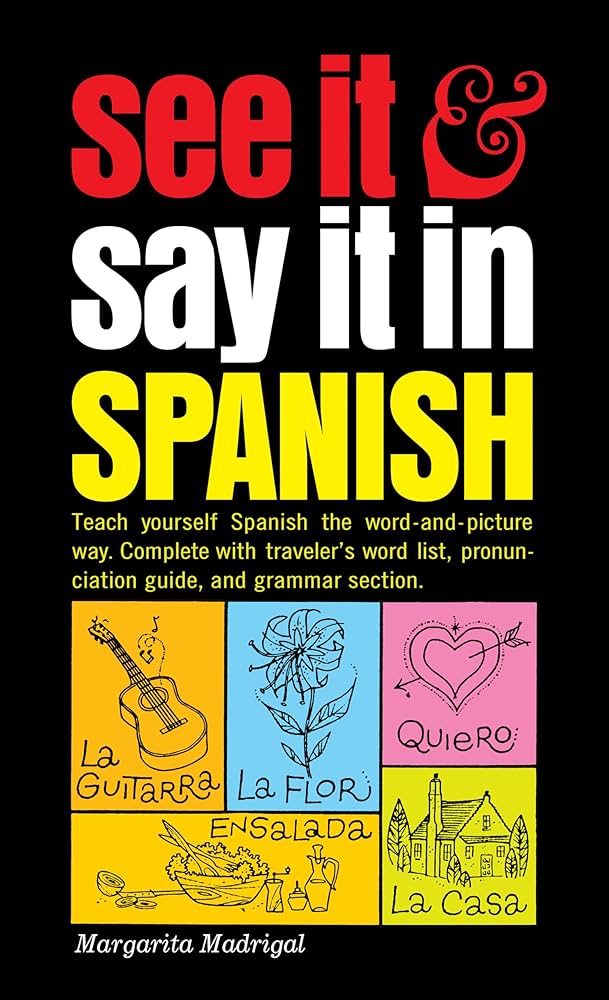 see it &
say it in
SPANISH
Teach yourself Spanish the word-and-picture
way. Complete with traveler's word list, pronun-
ciation guide, and grammar section.
La
GUITARRA
La FLOR
QUIERO
ENSALADA
La CASA
Margarita Madrigal